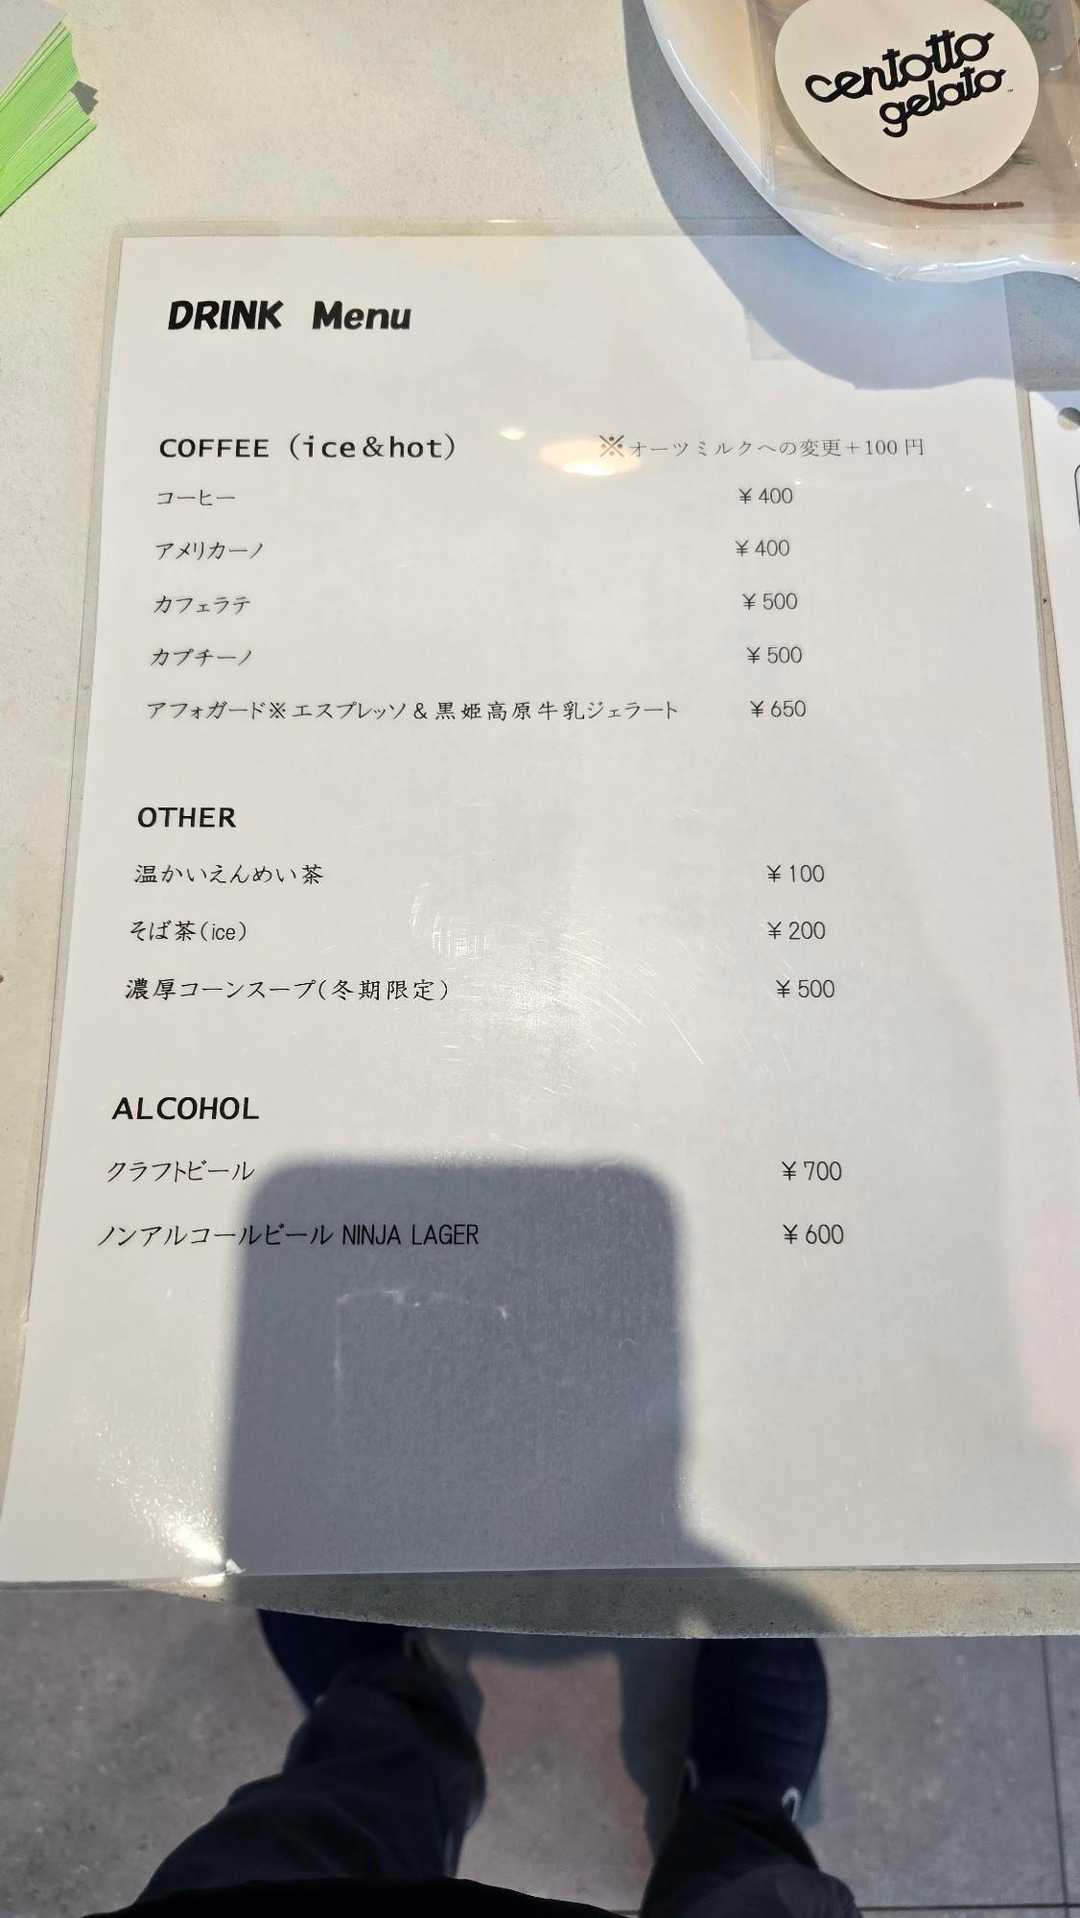 centotto
gelato
DRINK Menu
COFFEE（ice＆hot） ※オーツミルクへの変更＋100円
コーヒー ￥400
アメリカーノ ￥400
カフェラテ ￥500
カプチーノ ￥500
アフォガード※エスプレッソ＆黒姫高原牛乳ジェラート ￥650
OTHER
温かいえんめい茶 ￥100
そば茶（ice） ￥200
濃厚コーンスープ（冬期限定） ￥500
ALCOHOL
クラフトビール ￥700
ノンアルコールビール NINJA LAGER ￥600